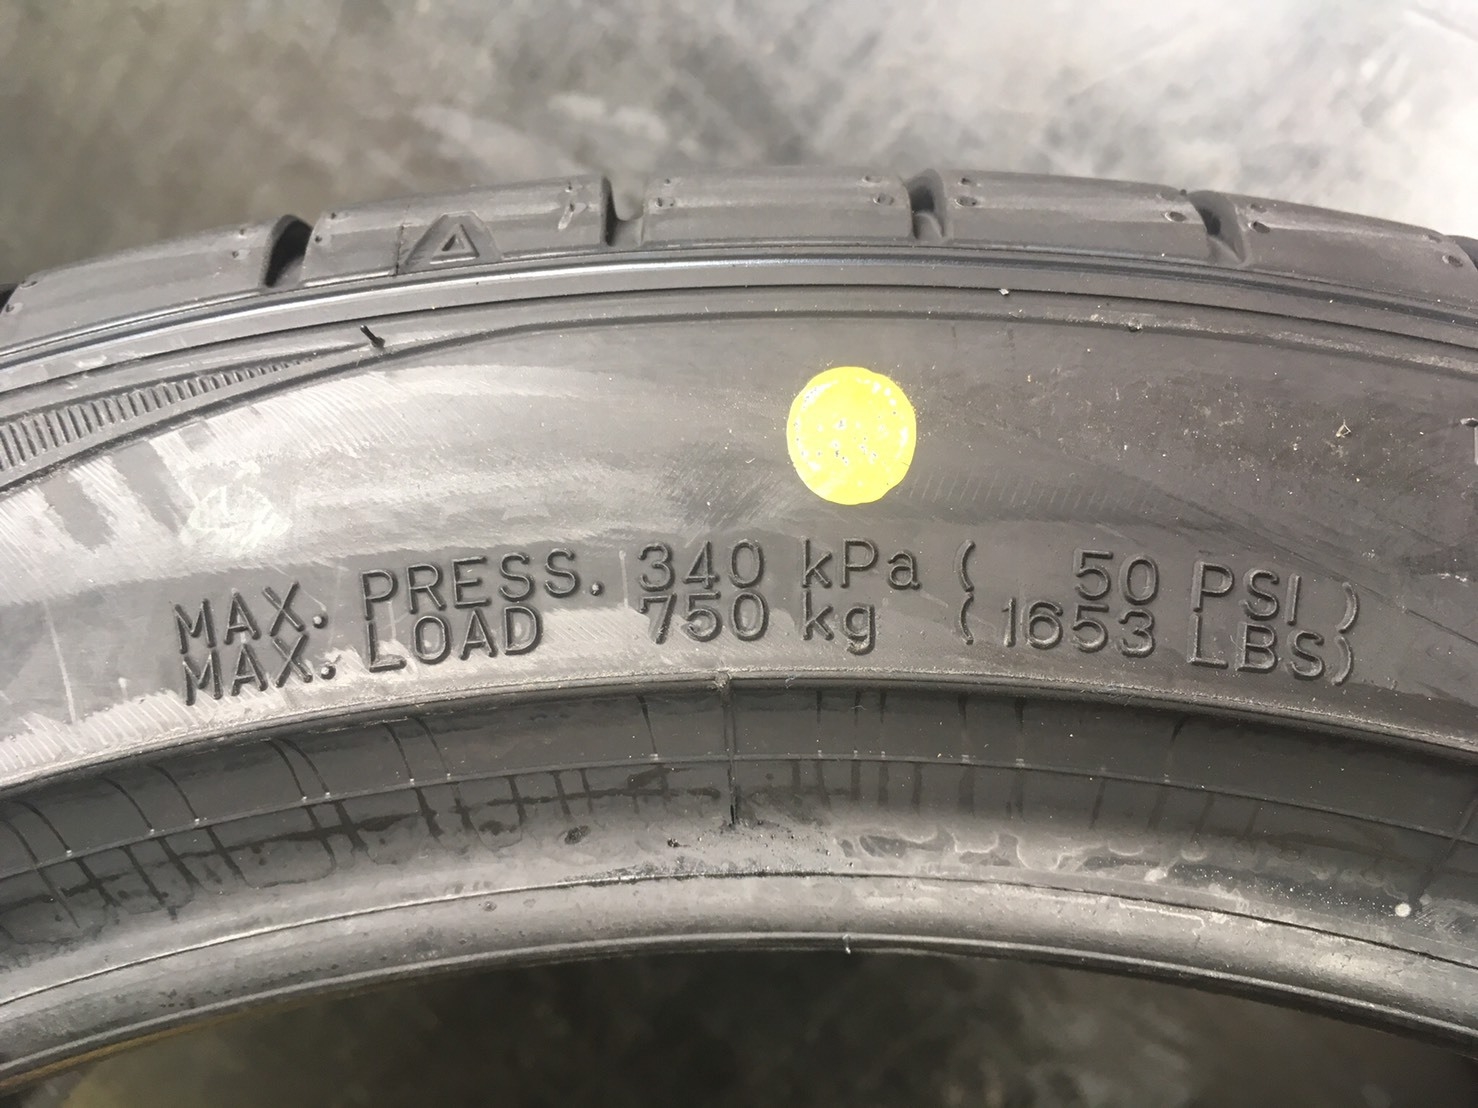 MAX. PRESS. 340 kPa ( 50 PSI )
MAX. LOAD 750 kg ( 1653 LBS)